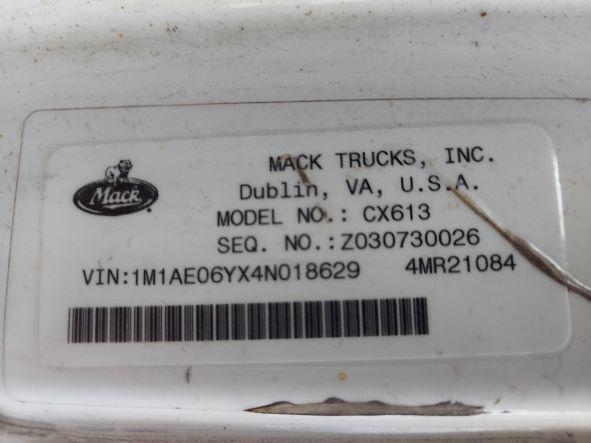 Mack
MACK TRUCKS, INC.
Dublin, VA, U.S.A.
MODEL NO.: CX613
SEQ. NO.:Z030730026
VIN:1M1AE06YX4N018629 4MR21084